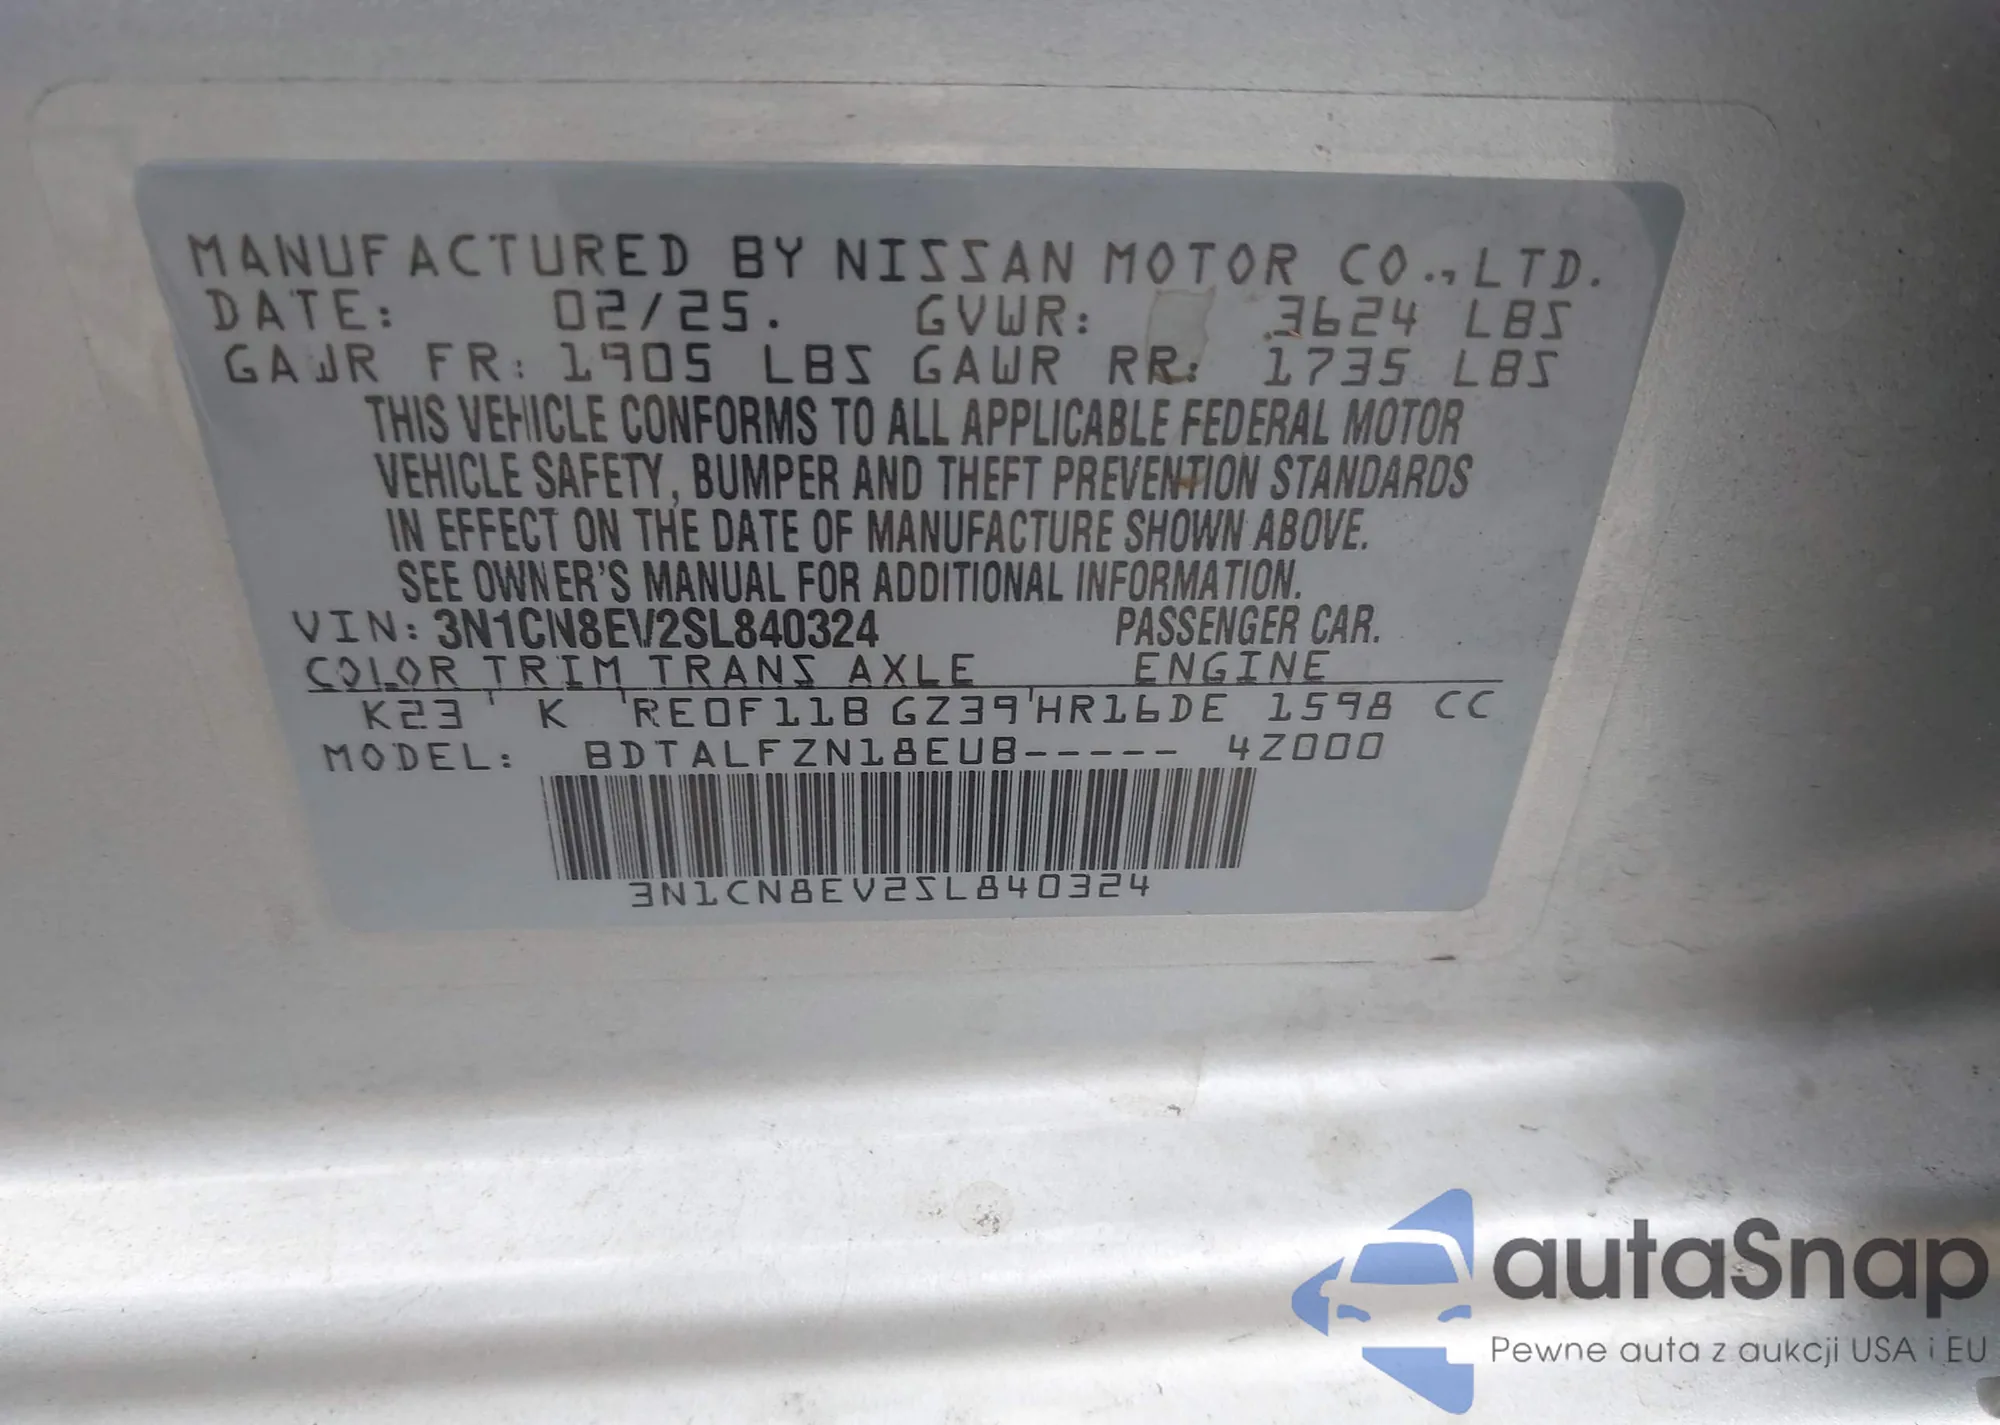 MANUFACTURED BY NISSAN MOTOR CO., LTD.
DATE: 02/25. GVWR: 3624 LBS
GAWR FR: 1905 LBS GAWR RR: 1735 LBS
THIS VEHICLE CONFORMS TO ALL APPLICABLE FEDERAL MOTOR
VEHICLE SAFETY, BUMPER AND THEFT PREVENTION STANDARDS
IN EFFECT ON THE DATE OF MANUFACTURE SHOWN ABOVE.
SEE OWNER'S MANUAL FOR ADDITIONAL INFORMATION.
VIN: 3N1CN8EV2SL840324 PASSENGER CAR.
COLOR TRIM TRANS AXLE ENGINE
K23 K RE0F11B GZ39 HR16DE 1598 CC
MODEL: BDTALFZN18EUB----- 4Z000
3N1CN8EV2SL840324
autaSnap
Pewne auta z aukcji USA i EU